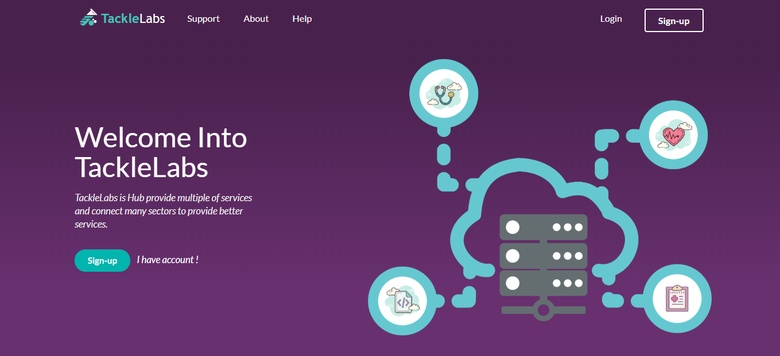 TackleLabs Support About Help Login Sign-up
Welcome Into
TackleLabs
TackleLabs is Hub provide multiple of services
and connect many sectors to provide better
services.
Sign-up I have account !